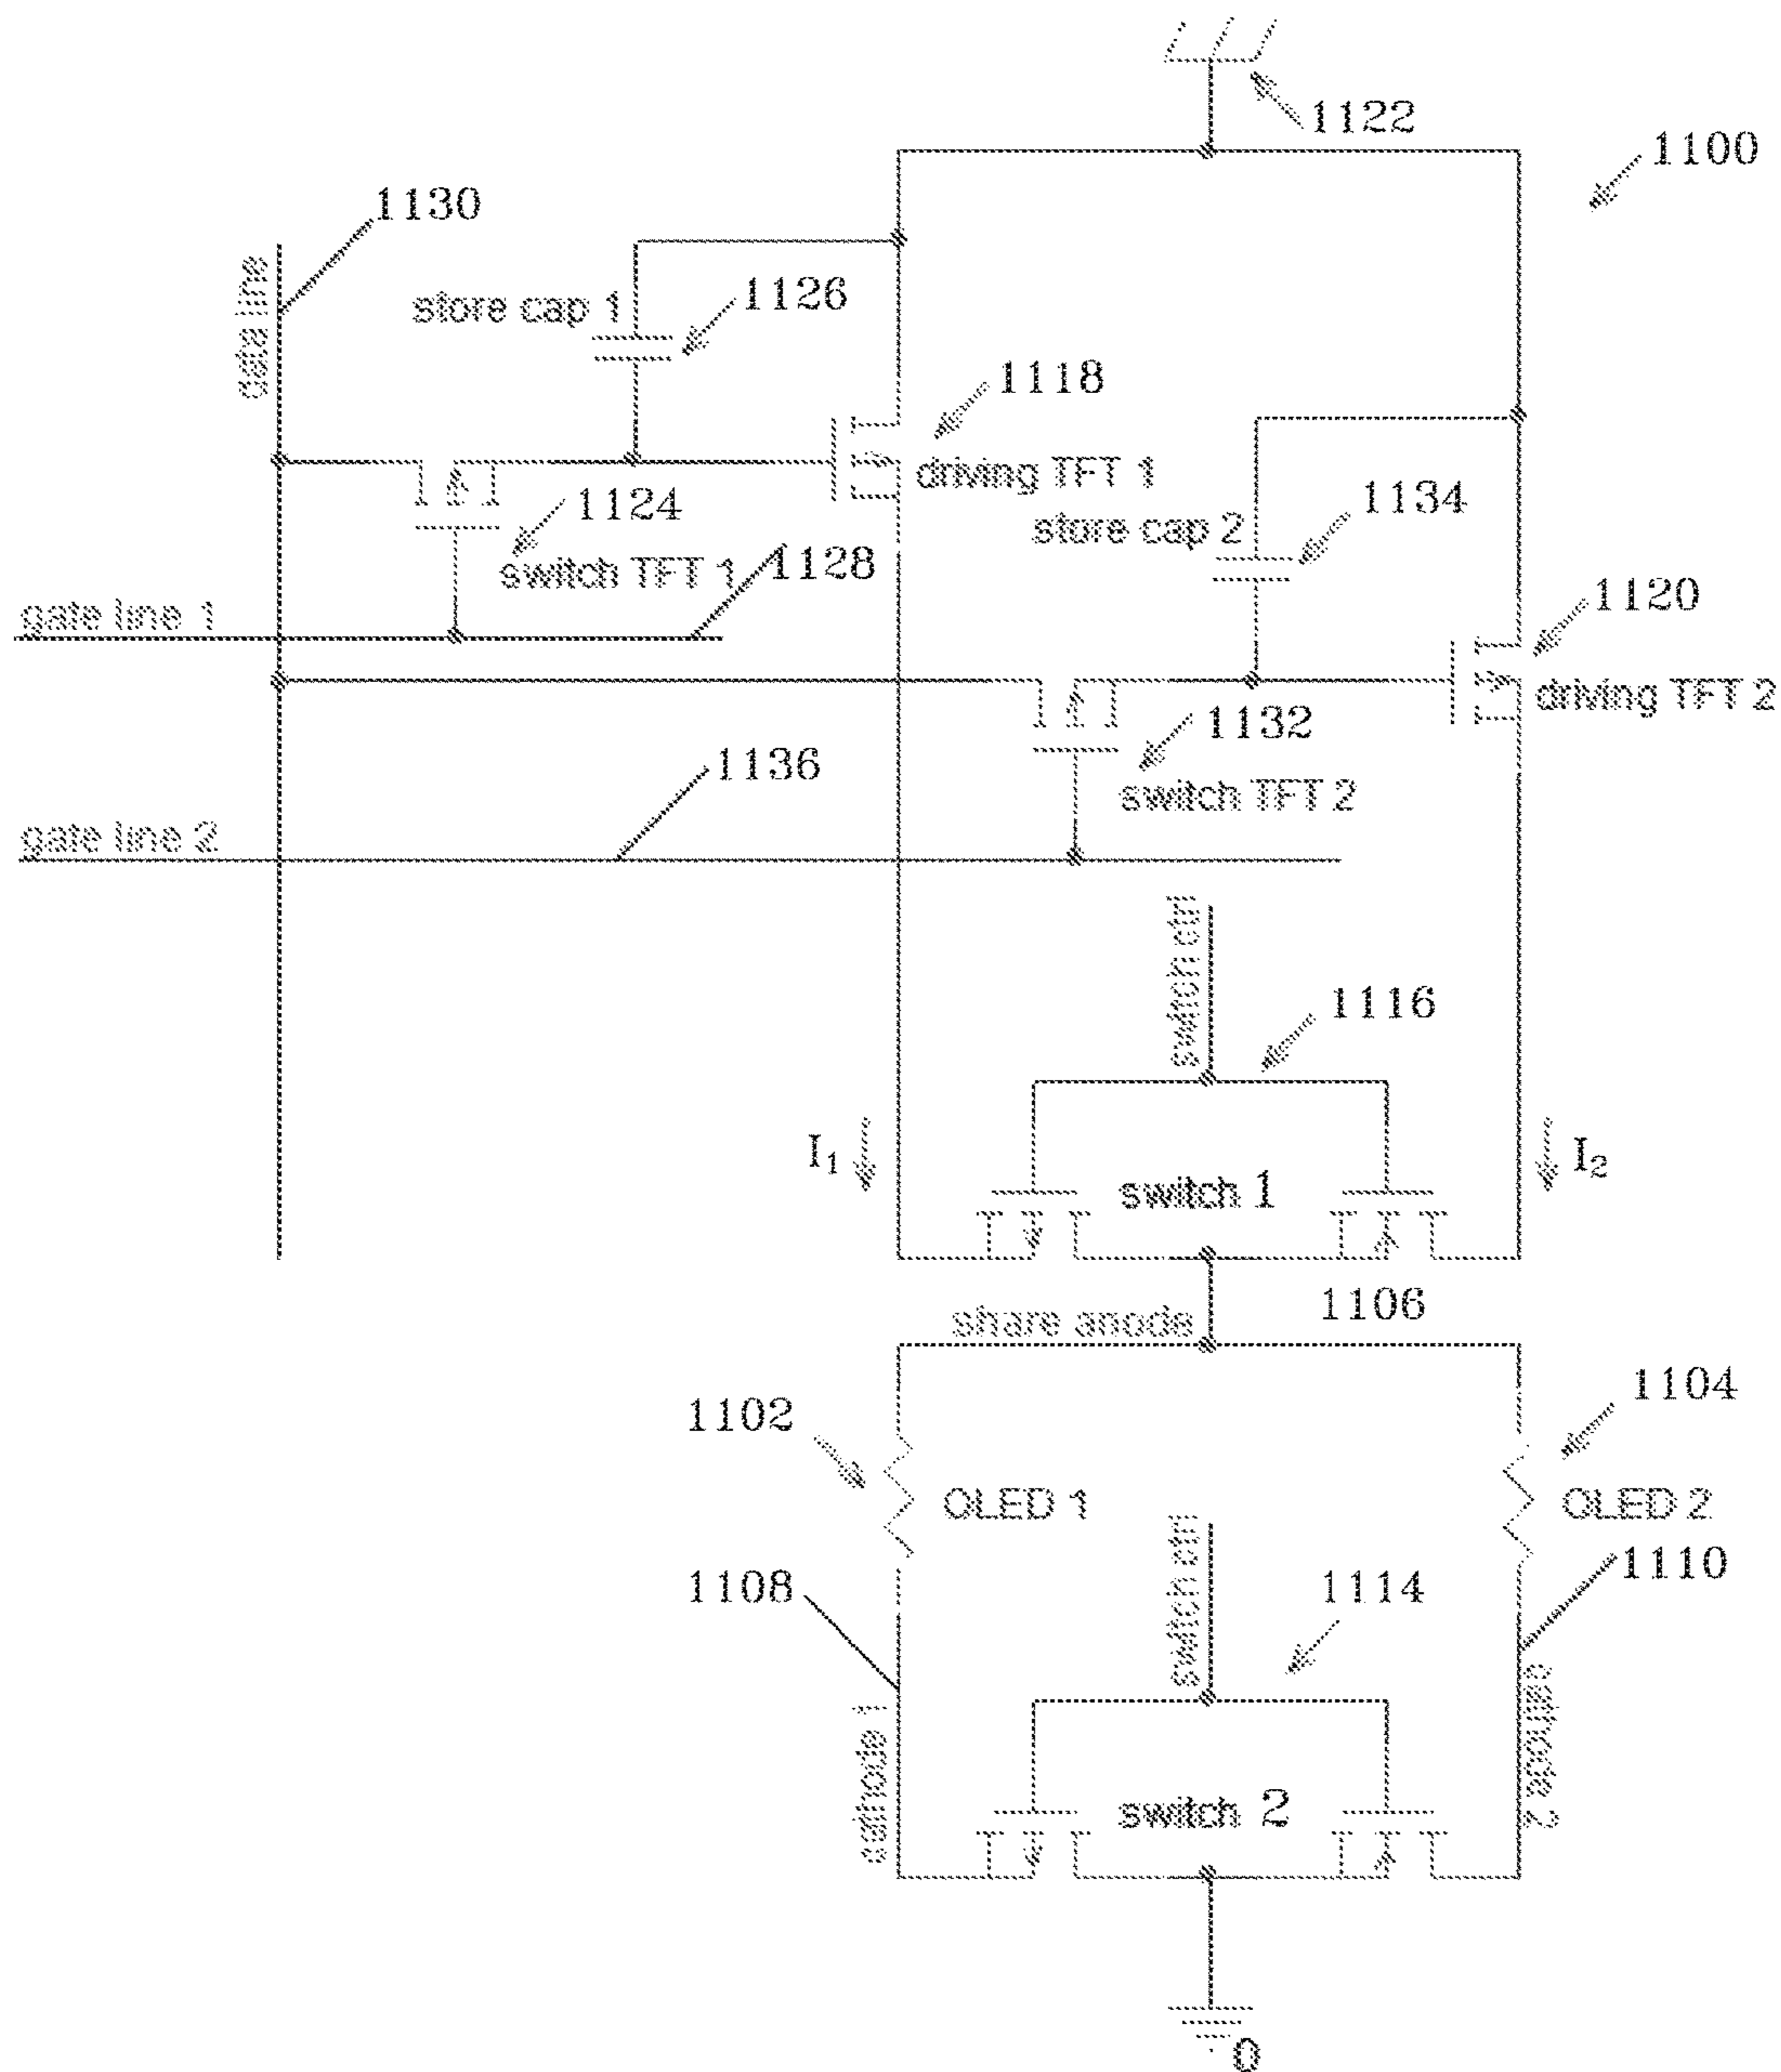 1122
1100
1130
data line
store cap 1
1126
1118
driving TFT 1
1124
switch TFT 1
1128
store cap 2
1134
gate line 1
1120
driving TFT 2
1132
switch TFT 2
1136
gate line 2
switch ctrl
1116
I₁
switch 1
I₂
share anode
1106
1102
OLED 1
1104
OLED 2
switch ctrl
1108
1114
1110
cathode 1
switch 2
cathode 2
0